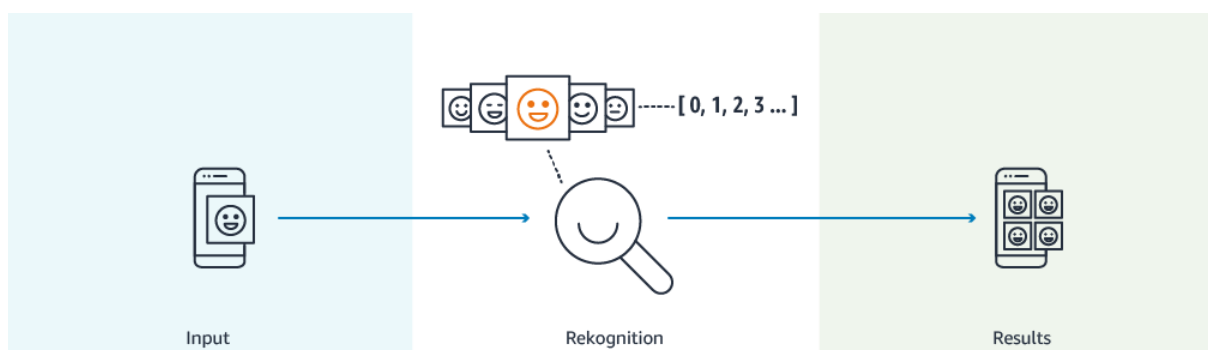 [ 0, 1, 2, 3 ... ]
Input
Rekognition
Results